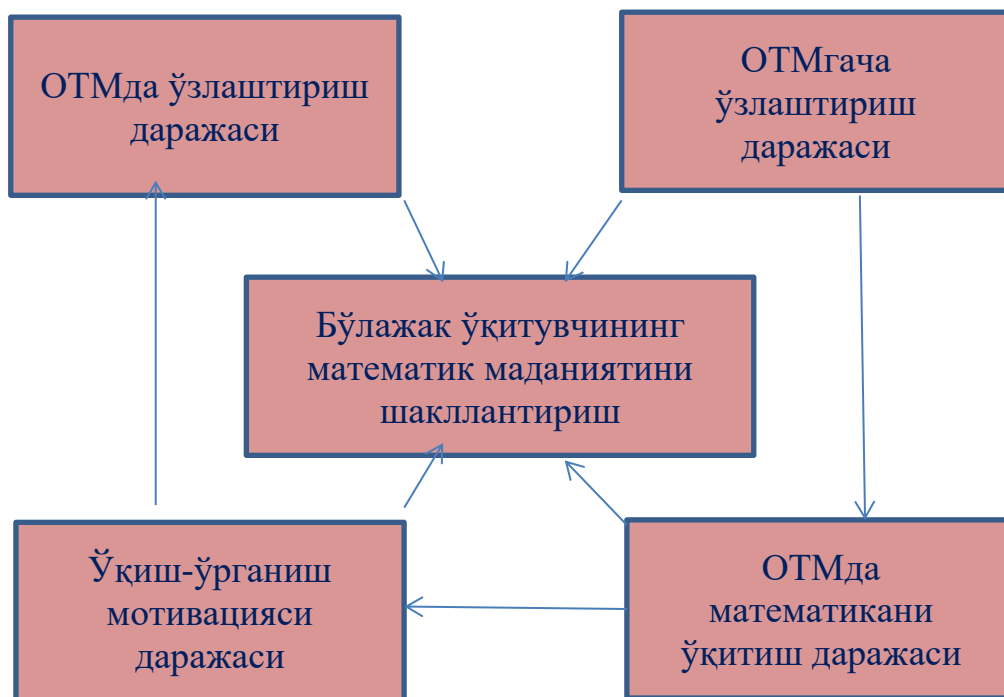 ОТМда ўзлаштириш
даражаси
ОТМгача
ўзлаштириш
даражаси
Бўлажак ўқитувчининг
математик маданиятини
шакллантириш
Ўқиш-ўрганиш
мотивацияси
даражаси
ОТМда
математикани
ўқитиш даражаси